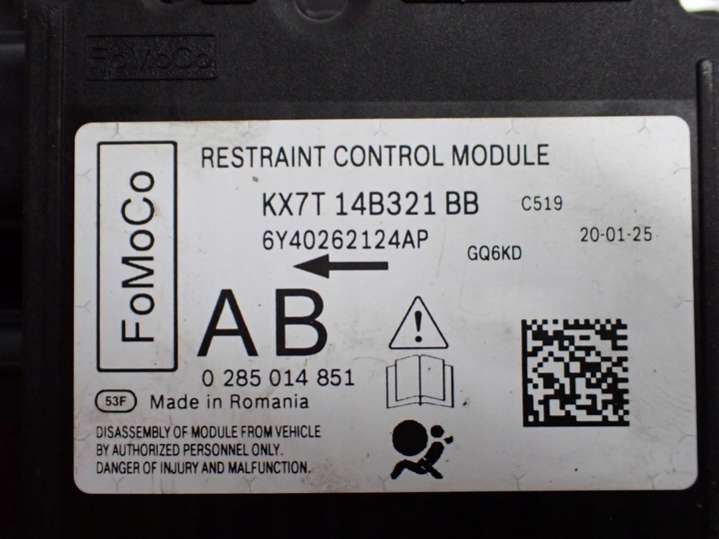 FoMoCo
FoMoCo
RESTRAINT CONTROL MODULE
KX7T 14B321 BB C519
6Y40262124AP GQ6KD 20-01-25
AB
0 285 014 851
53F Made in Romania
DISASSEMBLY OF MODULE FROM VEHICLE
BY AUTHORIZED PERSONNEL ONLY.
DANGER OF INJURY AND MALFUNCTION.